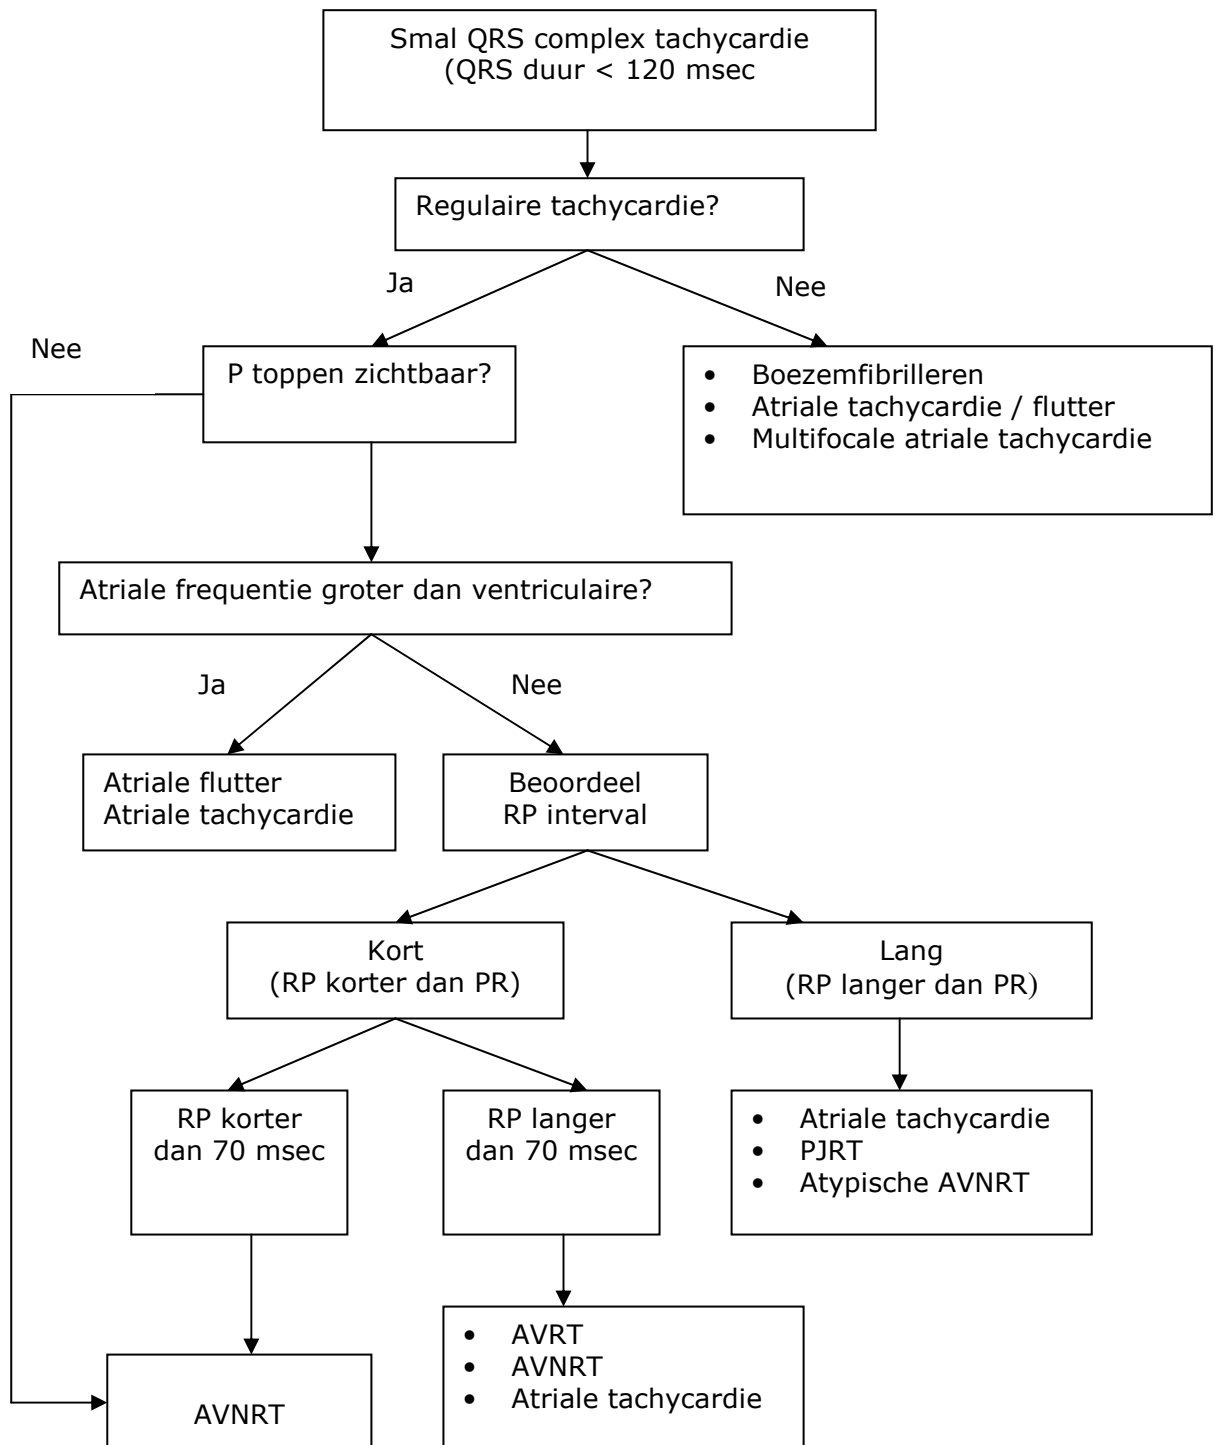 Smal QRS complex tachycardie
(QRS duur < 120 msec
Regulaire tachycardie?
Ja
Nee
Nee
P toppen zichtbaar?
• Boezemfibrilleren
• Atriale tachycardie / flutter
• Multifocale atriale tachycardie
Atriale frequentie groter dan ventriculaire?
Ja
Nee
Atriale flutter
Atriale tachycardie
Beoordeel
RP interval
Kort
(RP korter dan PR)
Lang
(RP langer dan PR)
RP korter
dan 70 msec
RP langer
dan 70 msec
• Atriale tachycardie
• PJRT
• Atypische AVNRT
AVNRT
• AVRT
• AVNRT
• Atriale tachycardie